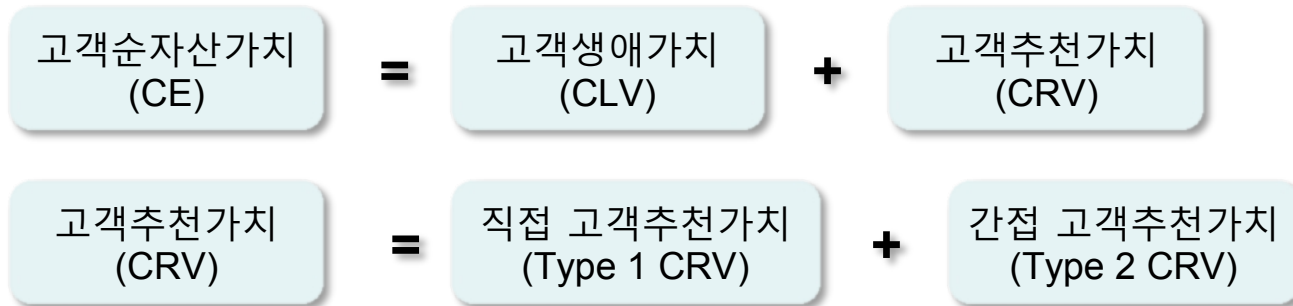 고객순자산가치 = 고객생애가치 + 고객추천가치
(CE) (CLV) (CRV)
고객추천가치 = 직접 고객추천가치 + 간접 고객추천가치
(CRV) (Type 1 CRV) (Type 2 CRV)